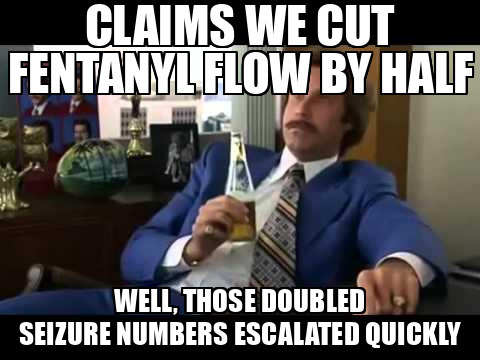 CLAIMS WE CUT
FENTANYL FLOW BY HALF
WELL, THOSE DOUBLED
SEIZURE NUMBERS ESCALATED QUICKLY